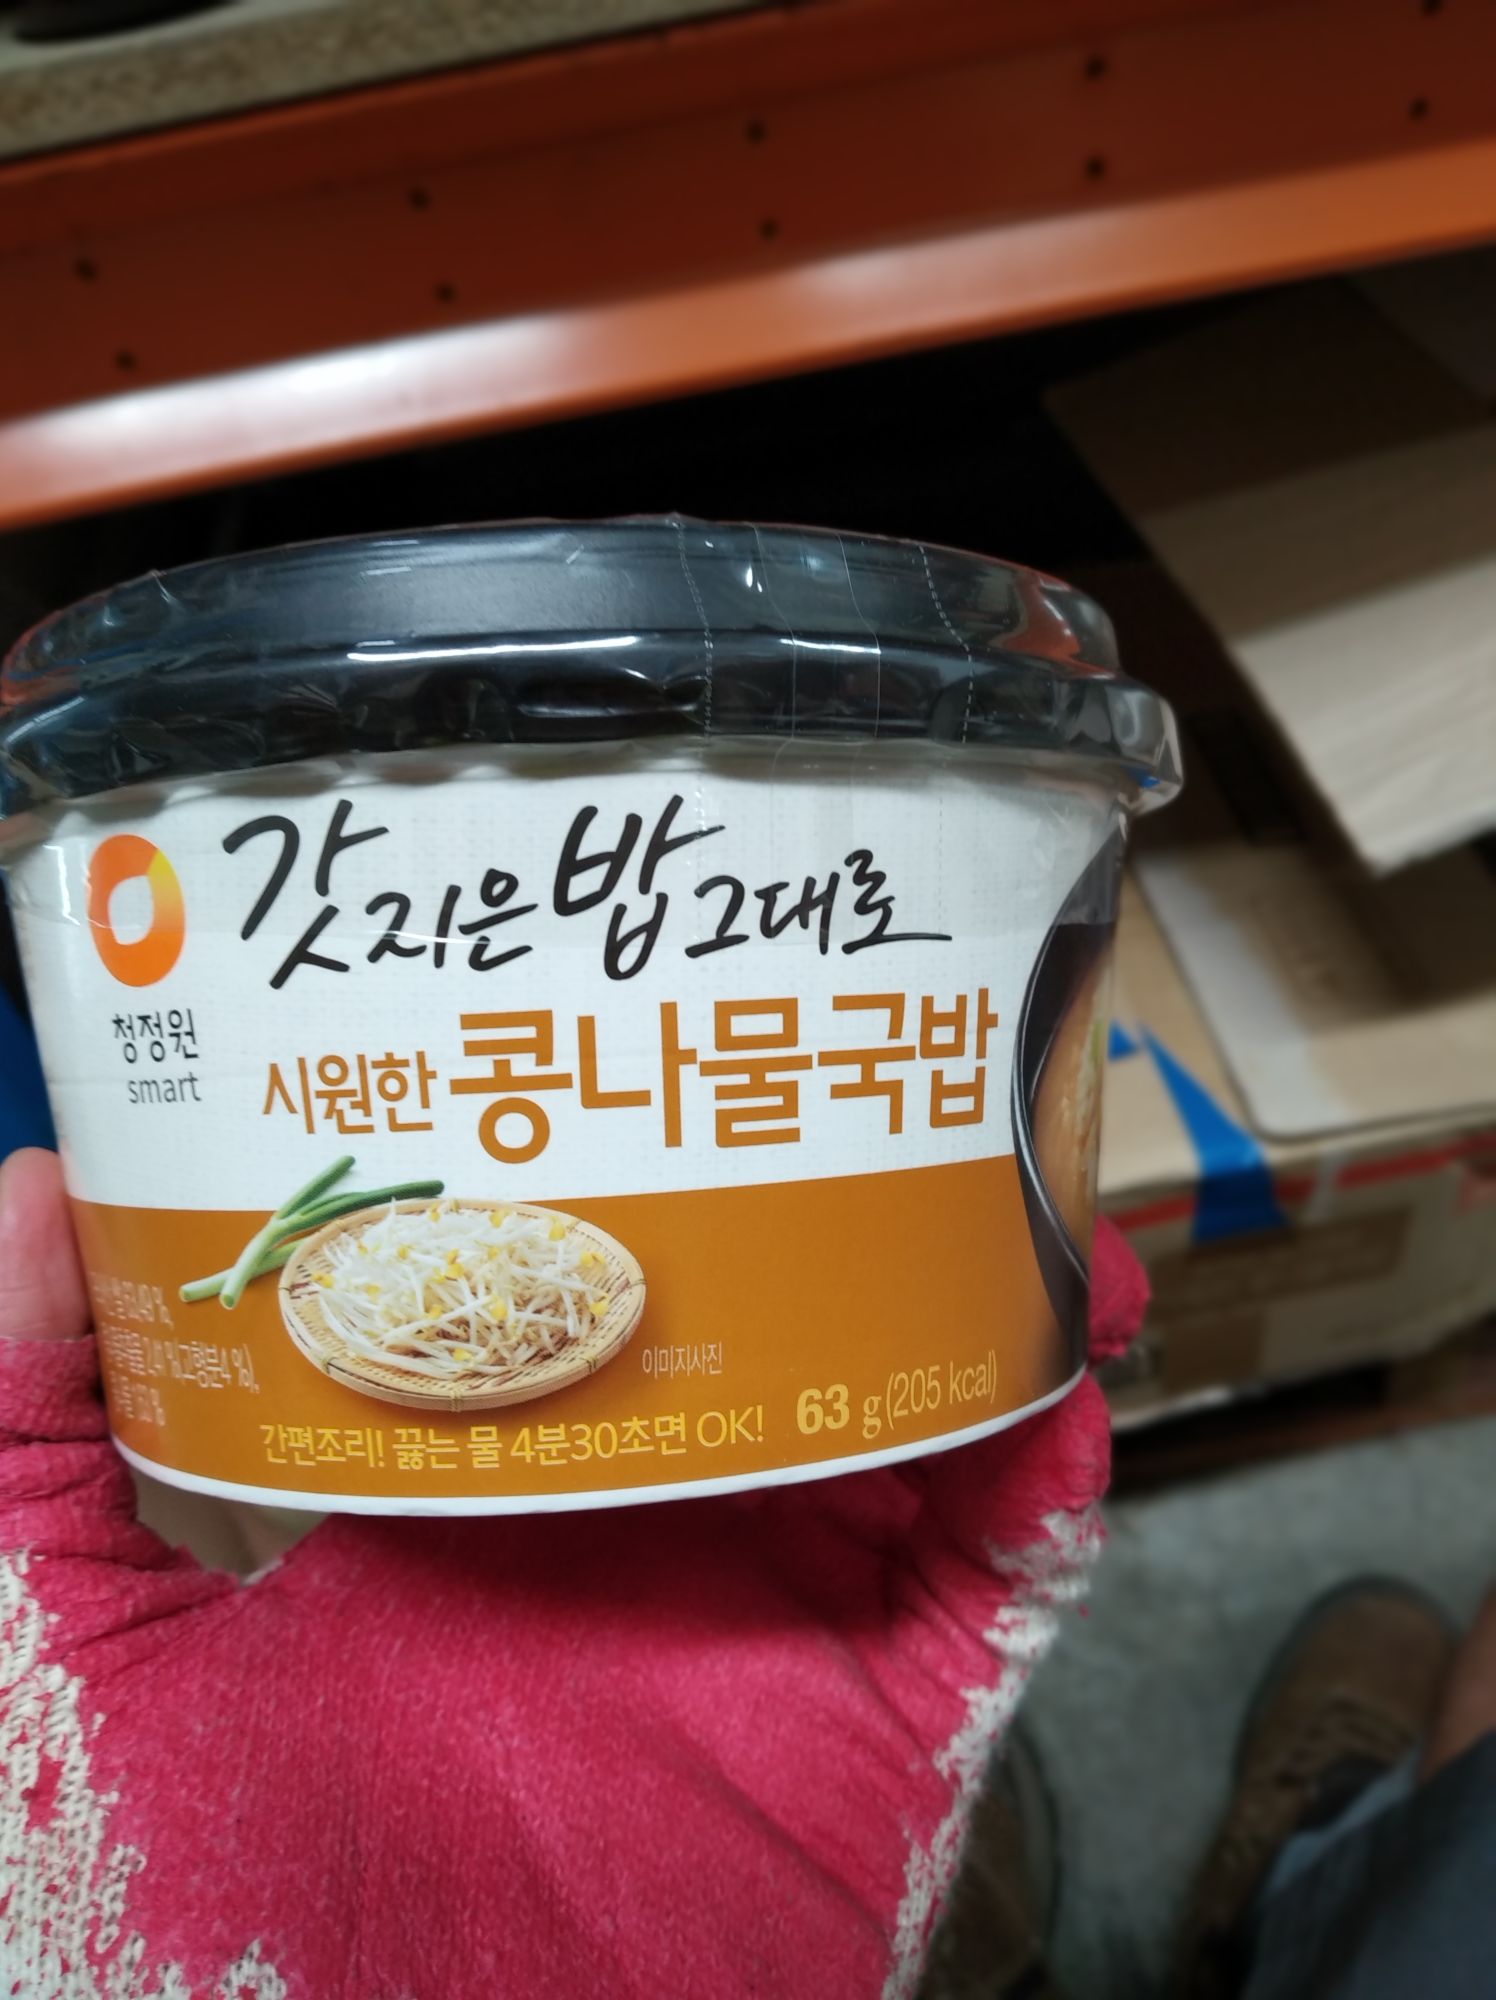 갓 지은 밥 그대로
청정원
smart
시원한 콩나물국밥
이미지사진
간편조리! 끓는 물 4분30초면 OK!
63 g (205 kcal)